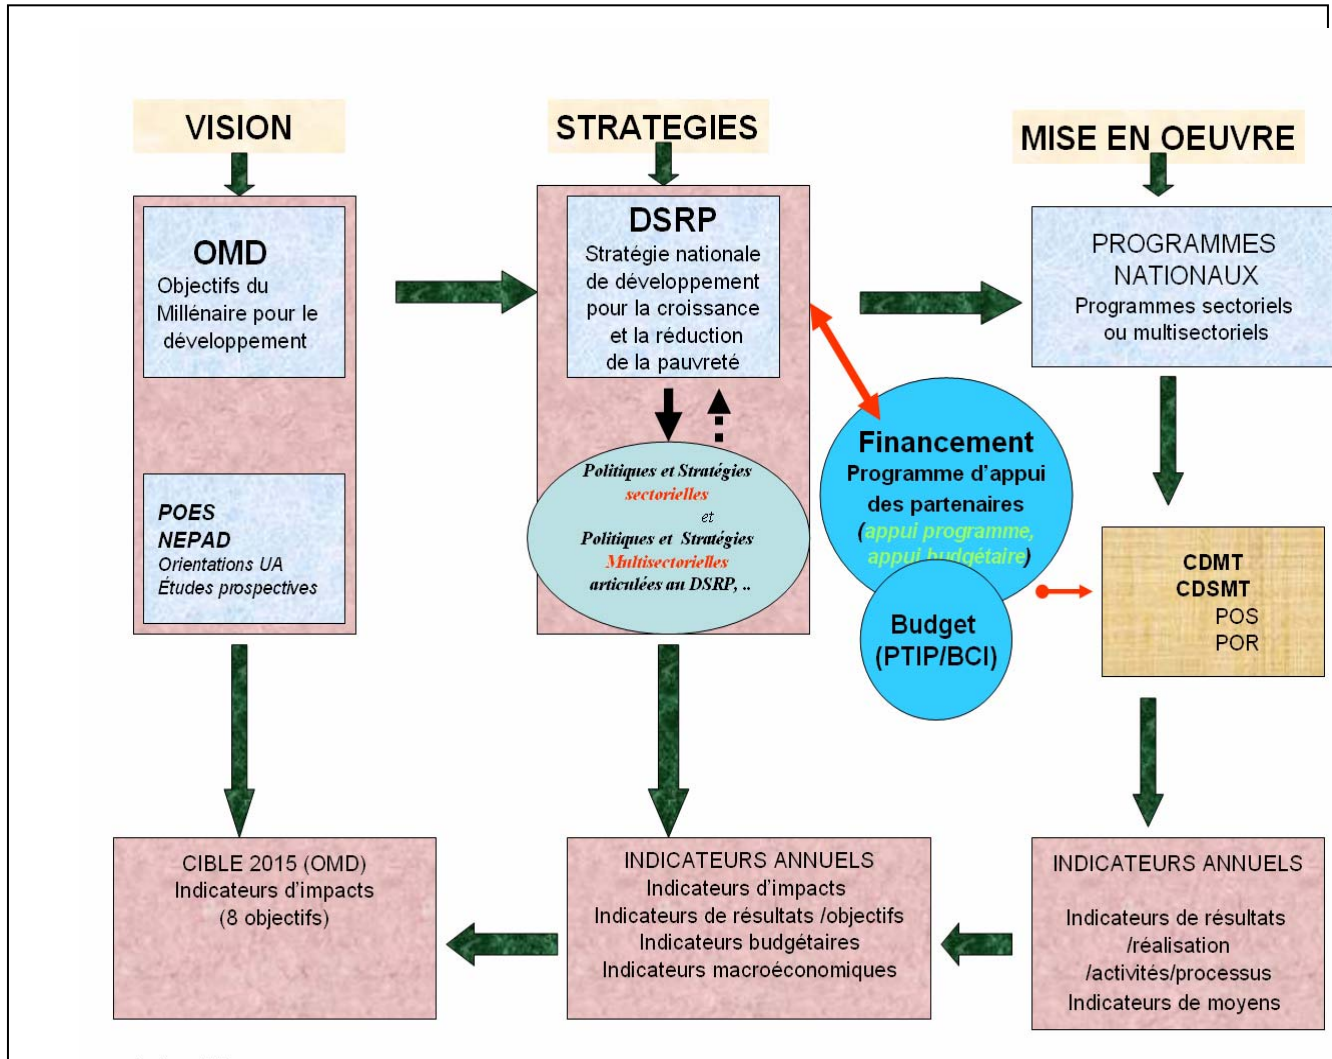 VISION
STRATEGIES
MISE EN OEUVRE
OMD
Objectifs du
Millénaire pour le
développement
POES
NEPAD
Orientations UA
Études prospectives
DSRP
Stratégie nationale
de développement
pour la croissance
et la réduction
de la pauvreté
Politiques et Stratégies
sectorielles
et
Politiques et Stratégies
Multisectorielles
articulées au DSRP, ..
PROGRAMMES
NATIONAUX
Programmes sectoriels
ou multisectoriels
Financement
Programme d'appui
des partenaires
(appui programme,
appui budgétaire)
Budget
(PTIP/BCI)
CDMT
CDSMT
POS
POR
CIBLE 2015 (OMD)
Indicateurs d'impacts
(8 objectifs)
INDICATEURS ANNUELS
Indicateurs d'impacts
Indicateurs de résultats /objectifs
Indicateurs budgétaires
Indicateurs macroéconomiques
INDICATEURS ANNUELS
Indicateurs de résultats
/réalisation
/activités/processus
Indicateurs de moyens